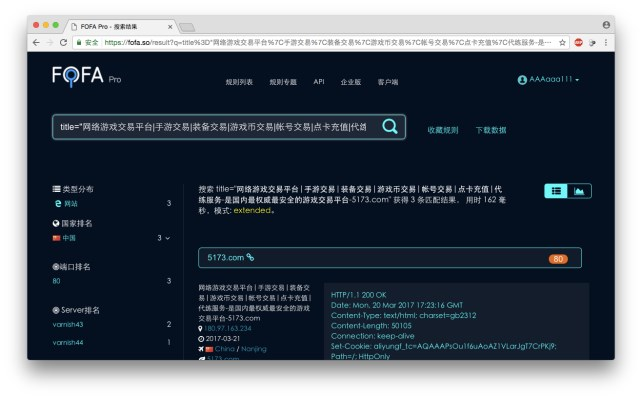 FOFA Pro - 搜索结果
安全 https://fofa.so/result?q=title%3D"网络游戏交易平台%7C手游交易%7C装备交易%7C游戏币交易%7C帐号交易%7C点卡充值%7C代练服务-是…
FOFA Pro
规则列表 规则专题 API 企业版 客户端
AAAaaa111
title="网络游戏交易平台|手游交易|装备交易|游戏币交易|帐号交易|点卡充值|代练
收藏规则 下载数据
类型分布
网站 3
国家排名
中国 3
端口排名
80 3
Server排名
varnish43 2
varnish44 1
搜索 title="网络游戏交易平台 | 手游交易 | 装备交易 | 游戏币交易 | 帐号交易 | 点卡充值 | 代
练服务-是国内最权威最安全的游戏交易平台-5173.com" 获得 3 条匹配结果， 用时 162 毫
秒，模式: extended。
5173.com 80
网络游戏交易平台 | 手游交易 | 装备交
易 | 游戏币交易 | 帐号交易 | 点卡充值 |
代练服务-是国内最权威最安全的游戏
交易平台-5173.com
180.97.163.234
2017-03-21
China / Nanjing
5173.com
HTTP/1.1 200 OK
Date: Mon, 20 Mar 2017 17:23:16 GMT
Content-Type: text/html; charset=gb2312
Content-Length: 50105
Connection: keep-alive
Set-Cookie: aliyungf_tc=AQAAAPsOu1f6uAoAZ1VLarJgT7CrPKj9;
Path=/; HttpOnly